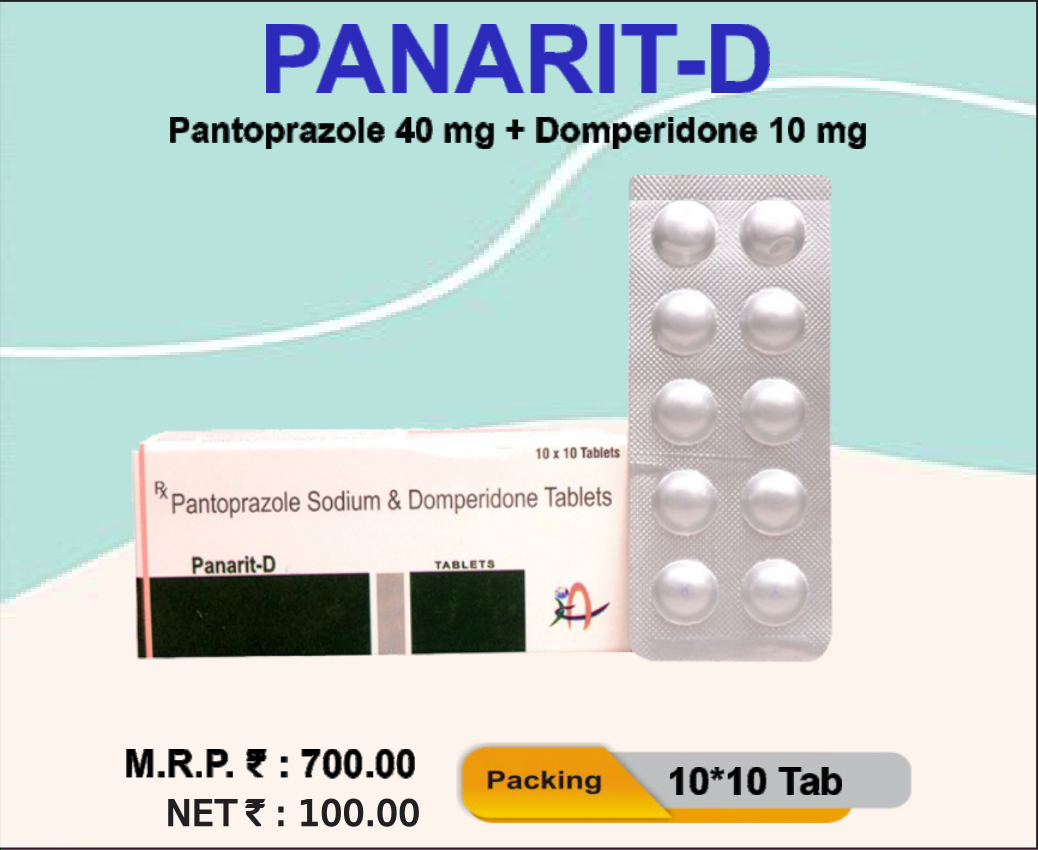 PANARIT-D
Pantoprazole 40 mg + Domperidone 10 mg
10 x 10 Tablets
Rx Pantoprazole Sodium & Domperidone Tablets
Panarit-D TABLETS
M.R.P. ₹ : 700.00
NET ₹ : 100.00
Packing 10*10 Tab